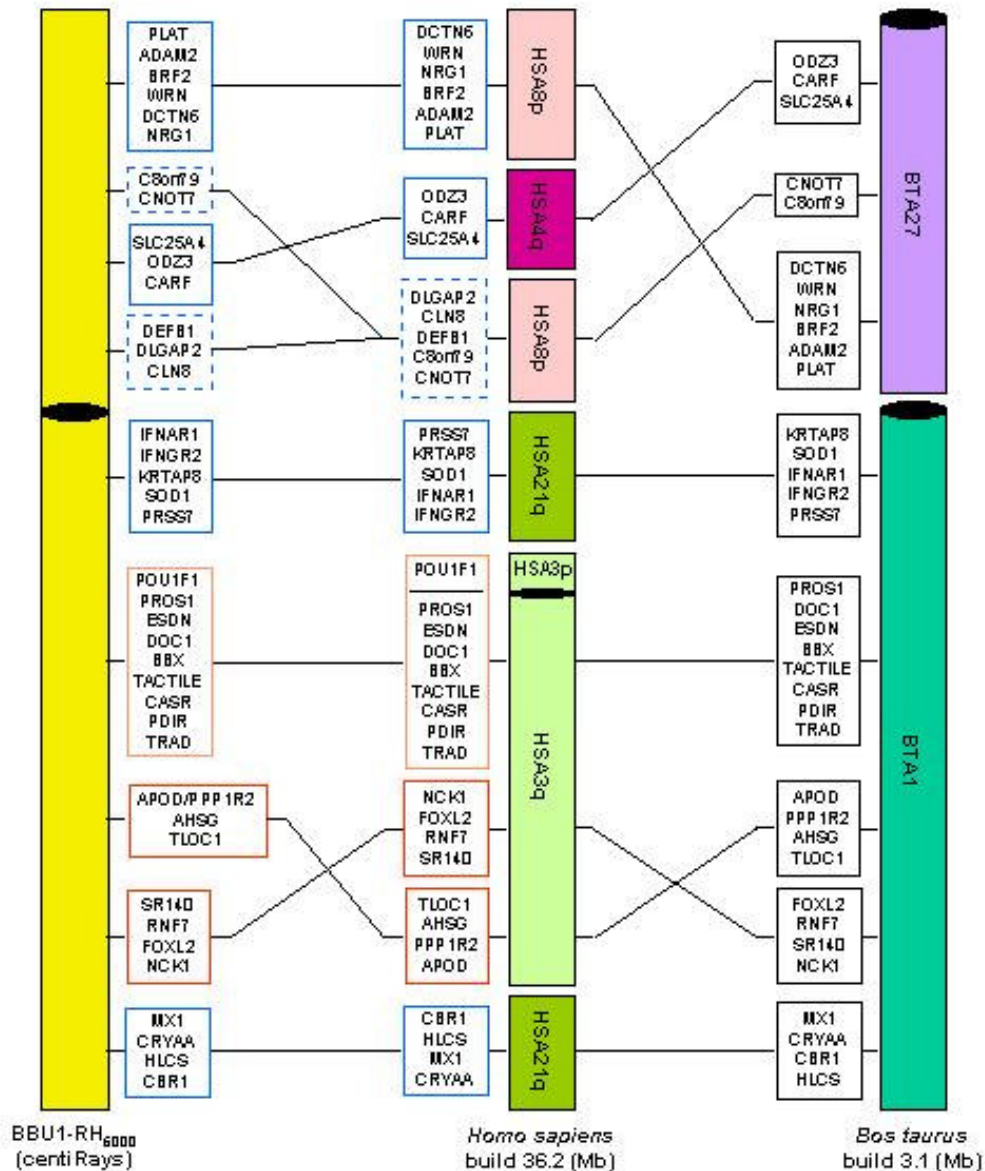 PLAT
ADAM2
BRF2
WRN
DCTN6
NRG1
C8orf79
CNOT7
SLC25A4
ODZ3
CARF
DEFB1
DLGAP2
CLN8
IFNAR1
IFNGR2
KRTAP8
SOD1
PRSS7
POU1F1
PROS1
ESDN
DOC1
BBX
TACTILE
CASR
PDIR
TRAD
APOD/PPP1R2
AHSG
TLOC1
SR140
RNF7
FOXL2
NCK1
MX1
CRYAA
HLCS
CBR1
BBU1-RH6000
(centiRays)
DCTN6
WRN
NRG1
BRF2
ADAM2
PLAT
ODZ3
CARF
SLC25A4
DLGAP2
CLN8
DEFB1
C8orf79
CNOT7
PRSS7
KRTAP8
SOD1
IFNAR1
IFNGR2
POU1F1
PROS1
ESDN
DOC1
BBX
TACTILE
CASR
PDIR
TRAD
NCK1
FOXL2
RNF7
SR140
TLOC1
AHSG
PPP1R2
APOD
CBR1
HLCS
MX1
CRYAA
HSA8p
HSA4q
HSA8p
HSA21q
HSA3p
HSA3q
HSA21q
Homo sapiens
build 36.2 (Mb)
ODZ3
CARF
SLC25A4
CNOT7
C8orf79
DCTN6
WRN
NRG1
BRF2
ADAM2
PLAT
KRTAP8
SOD1
IFNAR1
IFNGR2
PRSS7
PROS1
DOC1
ESDN
BBX
TACTILE
CASR
PDIR
TRAD
APOD
PPP1R2
AHSG
TLOC1
FOXL2
RNF7
SR140
NCK1
MX1
CRYAA
CBR1
HLCS
BTA27
BTA1
Bos taurus
build 3.1 (Mb)